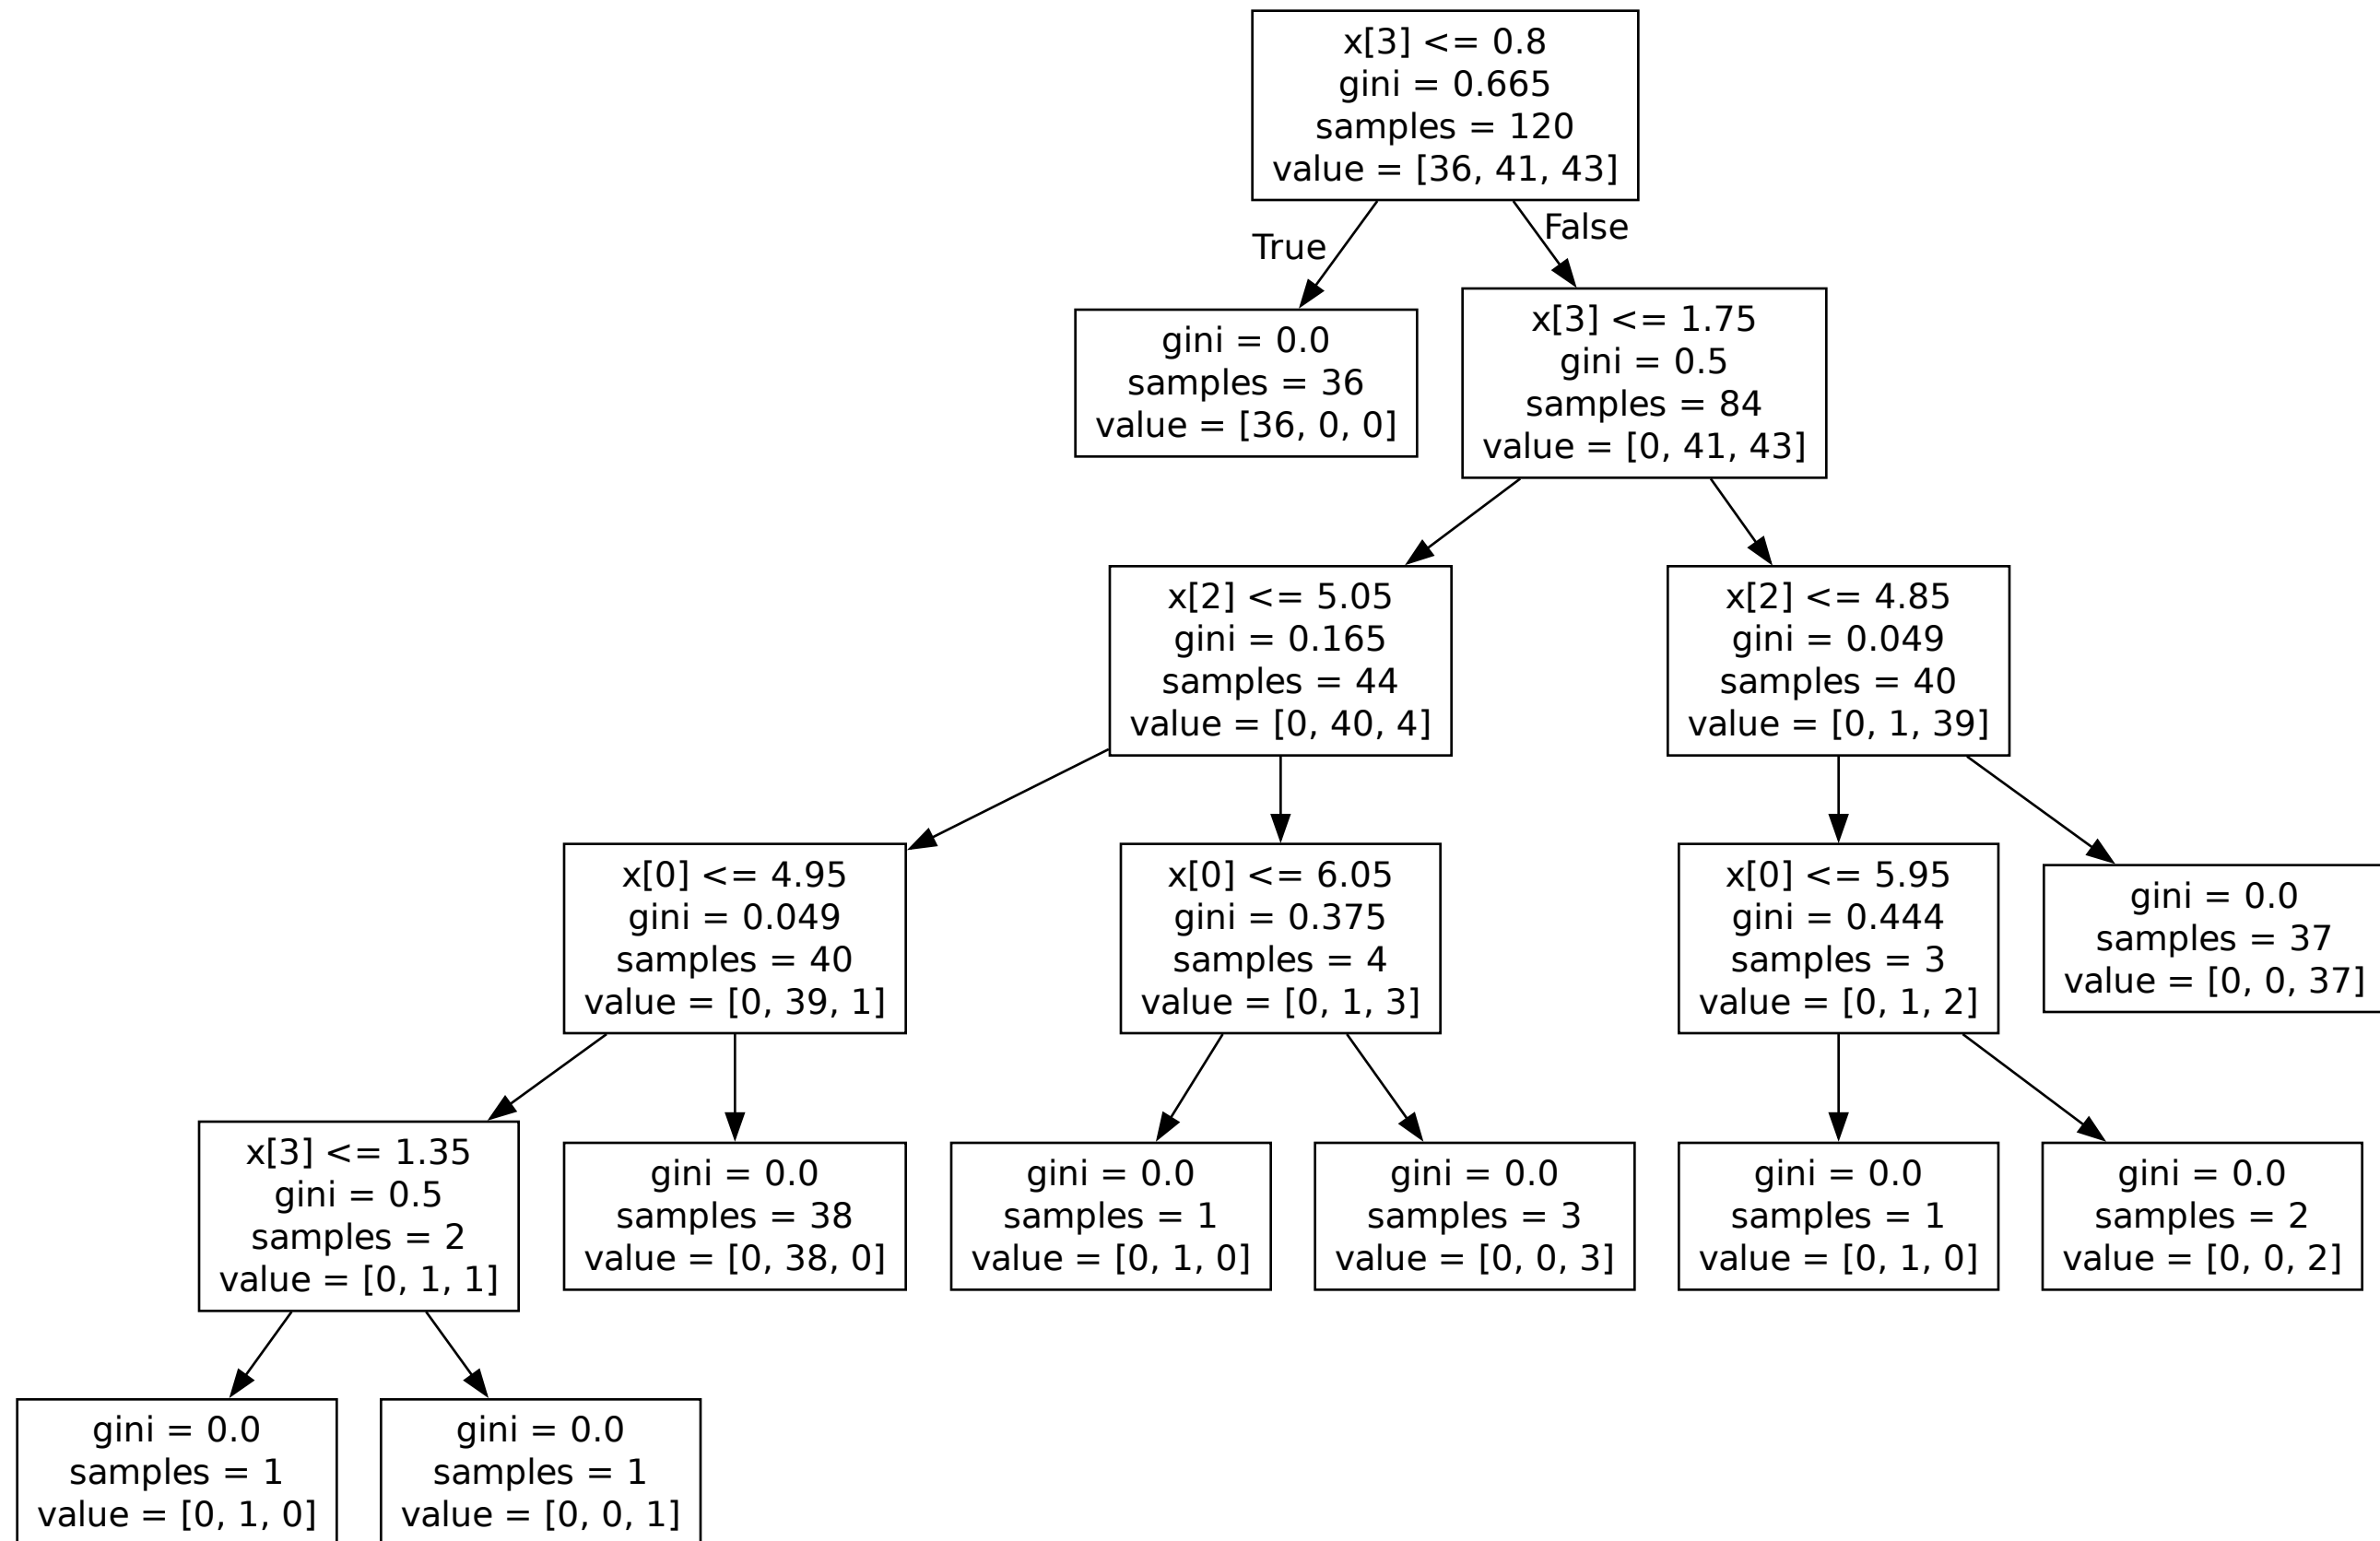 x[3] <= 0.8
gini = 0.665
samples = 120
value = [36, 41, 43]
True
False
gini = 0.0
samples = 36
value = [36, 0, 0]
x[3] <= 1.75
gini = 0.5
samples = 84
value = [0, 41, 43]
x[2] <= 5.05
gini = 0.165
samples = 44
value = [0, 40, 4]
x[2] <= 4.85
gini = 0.049
samples = 40
value = [0, 1, 39]
x[0] <= 4.95
gini = 0.049
samples = 40
value = [0, 39, 1]
x[0] <= 6.05
gini = 0.375
samples = 4
value = [0, 1, 3]
x[0] <= 5.95
gini = 0.444
samples = 3
value = [0, 1, 2]
gini = 0.0
samples = 37
value = [0, 0, 37]
x[3] <= 1.35
gini = 0.5
samples = 2
value = [0, 1, 1]
gini = 0.0
samples = 38
value = [0, 38, 0]
gini = 0.0
samples = 1
value = [0, 1, 0]
gini = 0.0
samples = 3
value = [0, 0, 3]
gini = 0.0
samples = 1
value = [0, 1, 0]
gini = 0.0
samples = 2
value = [0, 0, 2]
gini = 0.0
samples = 1
value = [0, 1, 0]
gini = 0.0
samples = 1
value = [0, 0, 1]